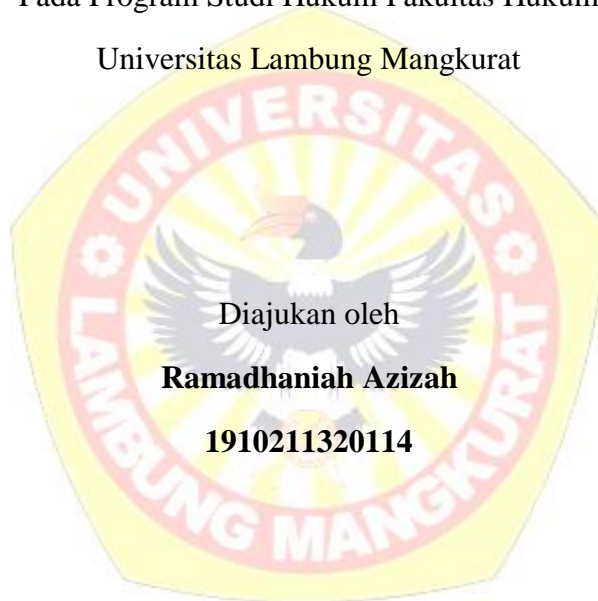 Pada Program Studi Hukum Fakultas Hukum
Universitas Lambung Mangkurat
UNIVERSITAS
LAMBUNG MANGKURAT
Diajukan oleh
Ramadhaniah Azizah
1910211320114